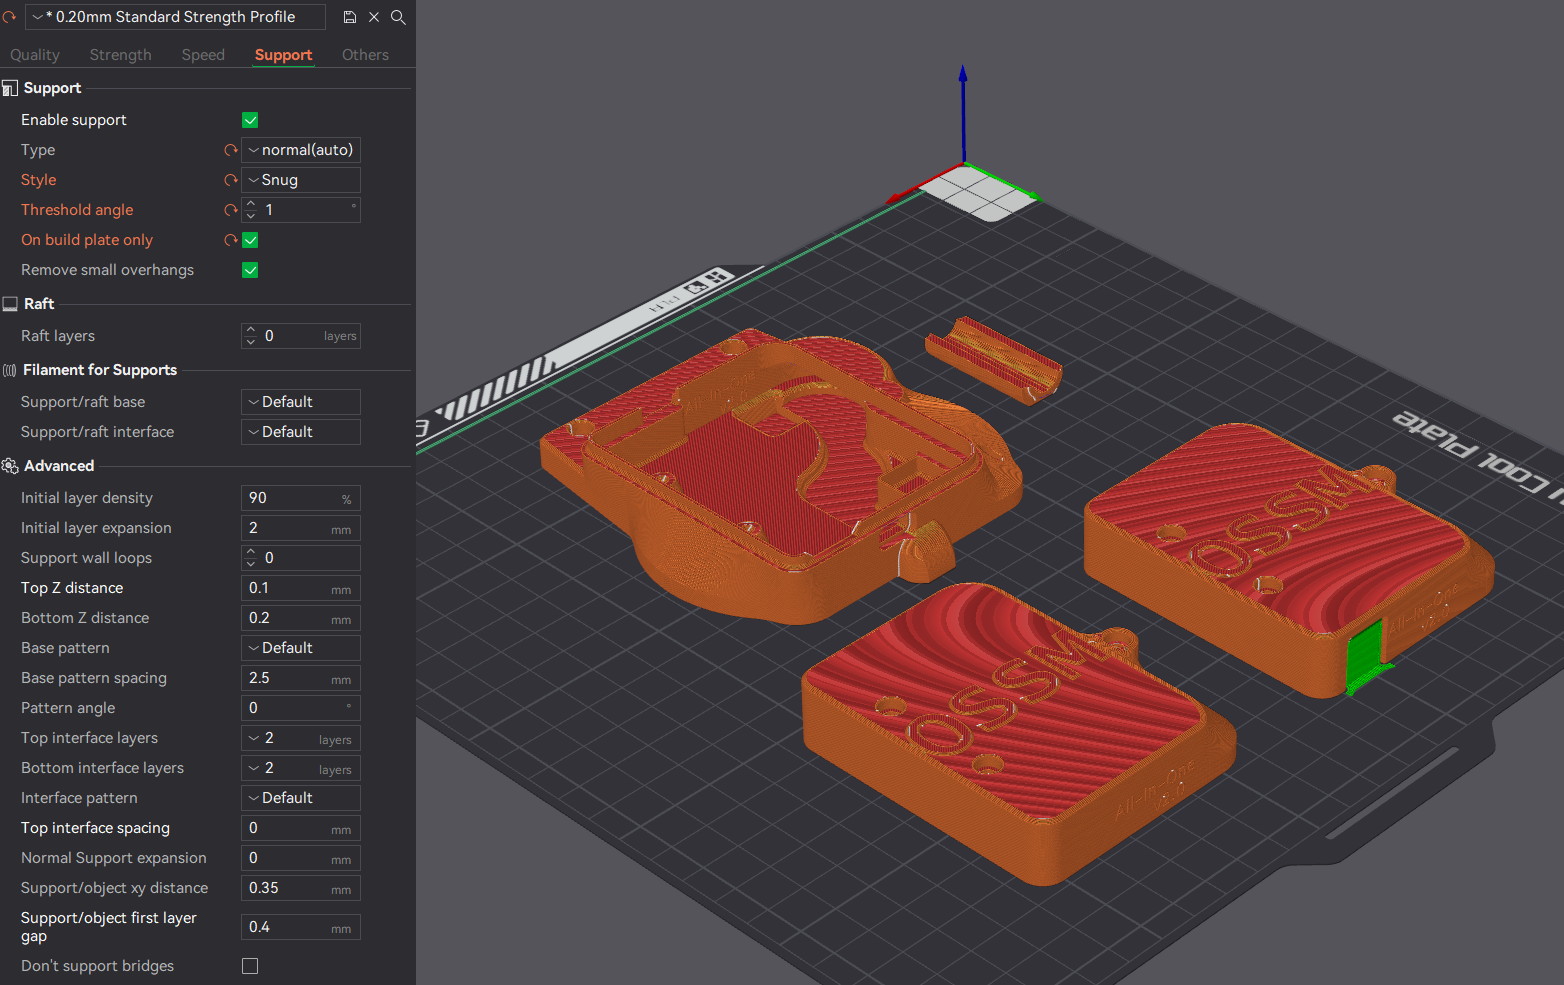 * 0.20mm Standard Strength Profile
Quality Strength Speed Support Others
Support
Enable support
Type normal(auto)
Style Snug
Threshold angle 1 °
On build plate only
Remove small overhangs
Raft
Raft layers 0 layers
Filament for Supports
Support/raft base Default
Support/raft interface Default
Advanced
Initial layer density 90 %
Initial layer expansion 2 mm
Support wall loops 0
Top Z distance 0.1 mm
Bottom Z distance 0.2 mm
Base pattern Default
Base pattern spacing 2.5 mm
Pattern angle 0 °
Top interface layers 2 layers
Bottom interface layers 2 layers
Interface pattern Default
Top interface spacing 0 mm
Normal Support expansion 0 mm
Support/object xy distance 0.35 mm
Support/object first layer
gap 0.4 mm
Don't support bridges
Cool Plate
OSSM
All-In-One
OSSM
All-In-One
v2.0